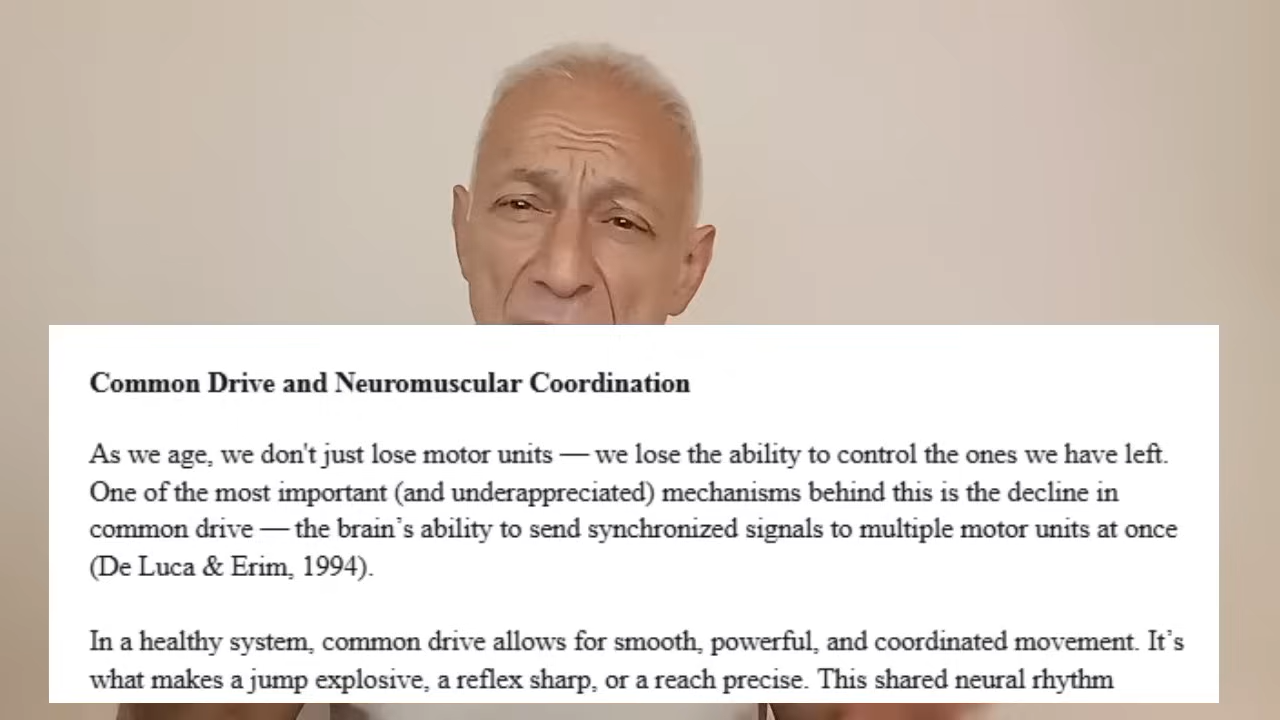 Common Drive and Neuromuscular Coordination
As we age, we don't just lose motor units — we lose the ability to control the ones we have left.
One of the most important (and underappreciated) mechanisms behind this is the decline in
common drive — the brain’s ability to send synchronized signals to multiple motor units at once
(De Luca & Erim, 1994).
In a healthy system, common drive allows for smooth, powerful, and coordinated movement. It’s
what makes a jump explosive, a reflex sharp, or a reach precise. This shared neural rhythm